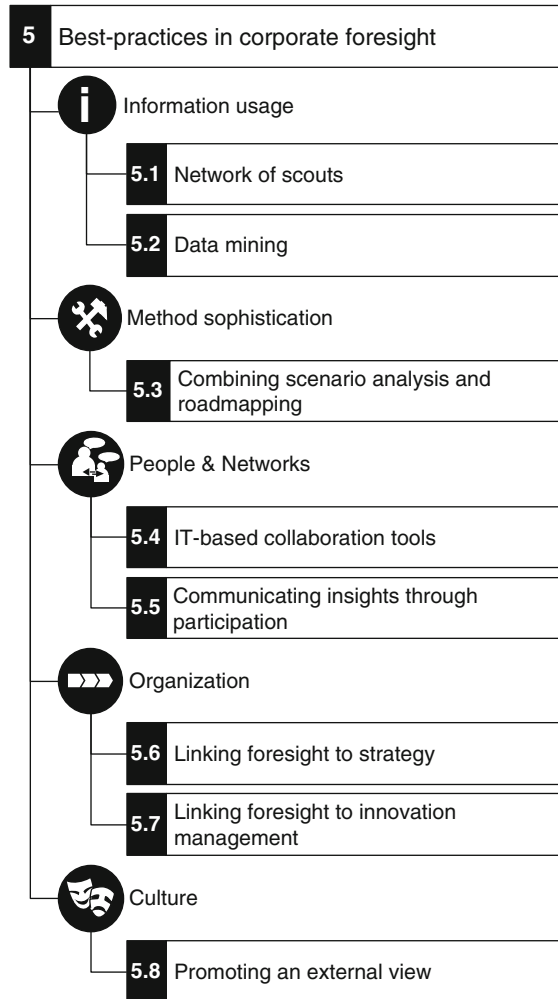 5 Best-practices in corporate foresight
i Information usage
5.1 Network of scouts
5.2 Data mining
Method sophistication
5.3 Combining scenario analysis and
roadmapping
People & Networks
5.4 IT-based collaboration tools
5.5 Communicating insights through
participation
Organization
5.6 Linking foresight to strategy
5.7 Linking foresight to innovation
management
Culture
5.8 Promoting an external view